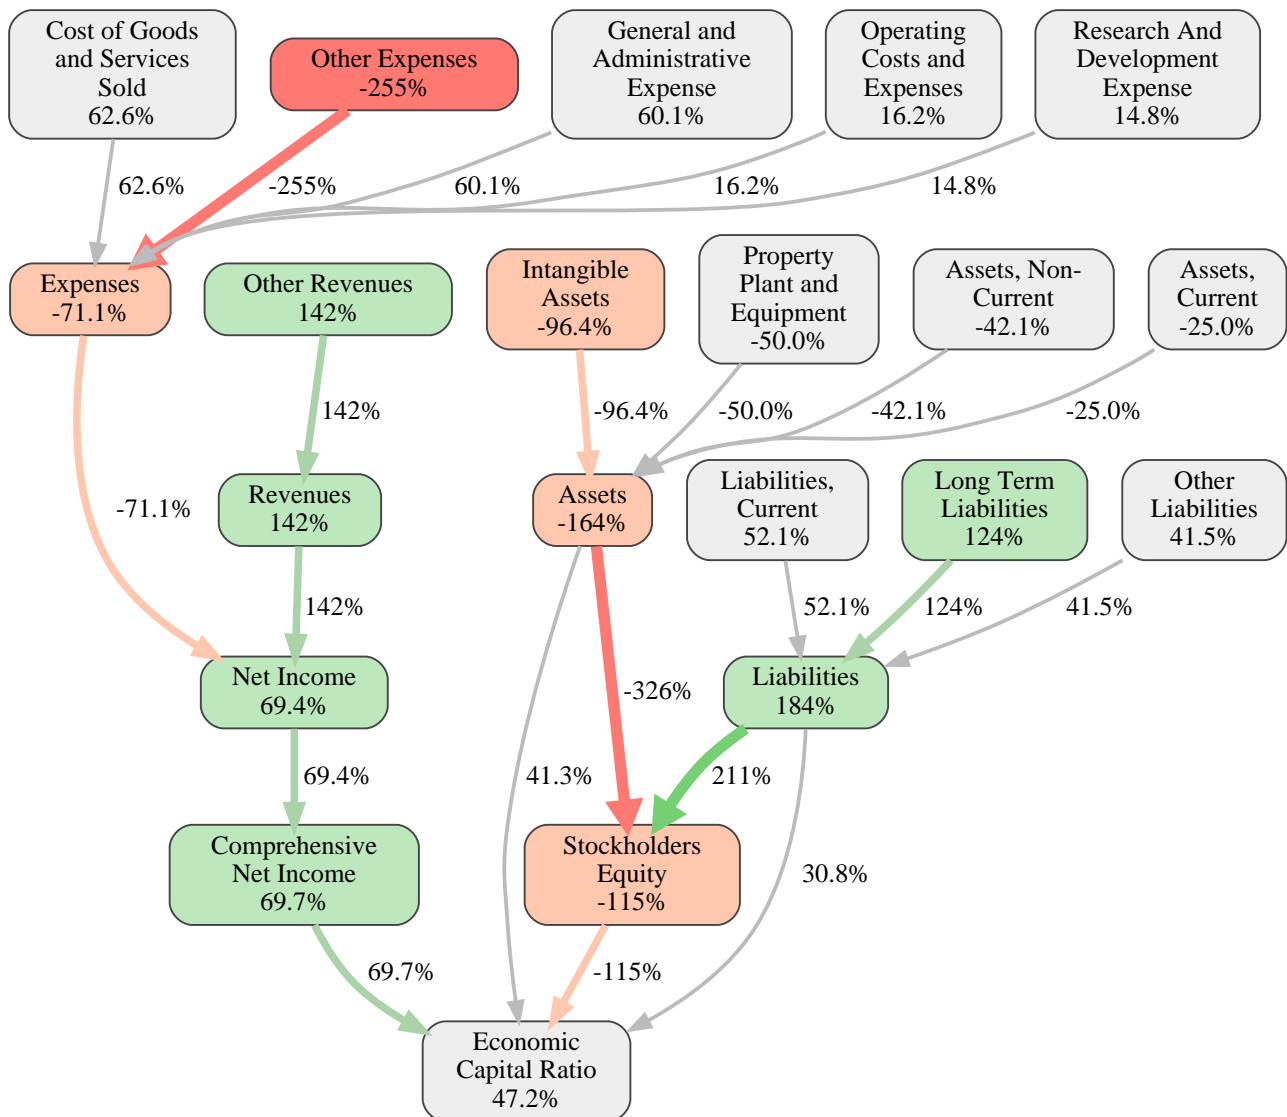 Cost of Goods
and Services
Sold
62.6%
Other Expenses
-255%
General and
Administrative
Expense
60.1%
Operating
Costs and
Expenses
16.2%
Research And
Development
Expense
14.8%
62.6%
-255%
60.1%
16.2%
14.8%
Expenses
-71.1%
Other Revenues
142%
Intangible
Assets
-96.4%
Property
Plant and
Equipment
-50.0%
Assets, Non-
Current
-42.1%
Assets,
Current
-25.0%
142%
-96.4%
-50.0%
-42.1%
-25.0%
-71.1%
Revenues
142%
Assets
-164%
Liabilities,
Current
52.1%
Long Term
Liabilities
124%
Other
Liabilities
41.5%
142%
52.1%
124%
41.5%
Net Income
69.4%
-326%
Liabilities
184%
69.4%
41.3%
211%
Comprehensive
Net Income
69.7%
Stockholders
Equity
-115%
30.8%
69.7%
-115%
Economic
Capital Ratio
47.2%